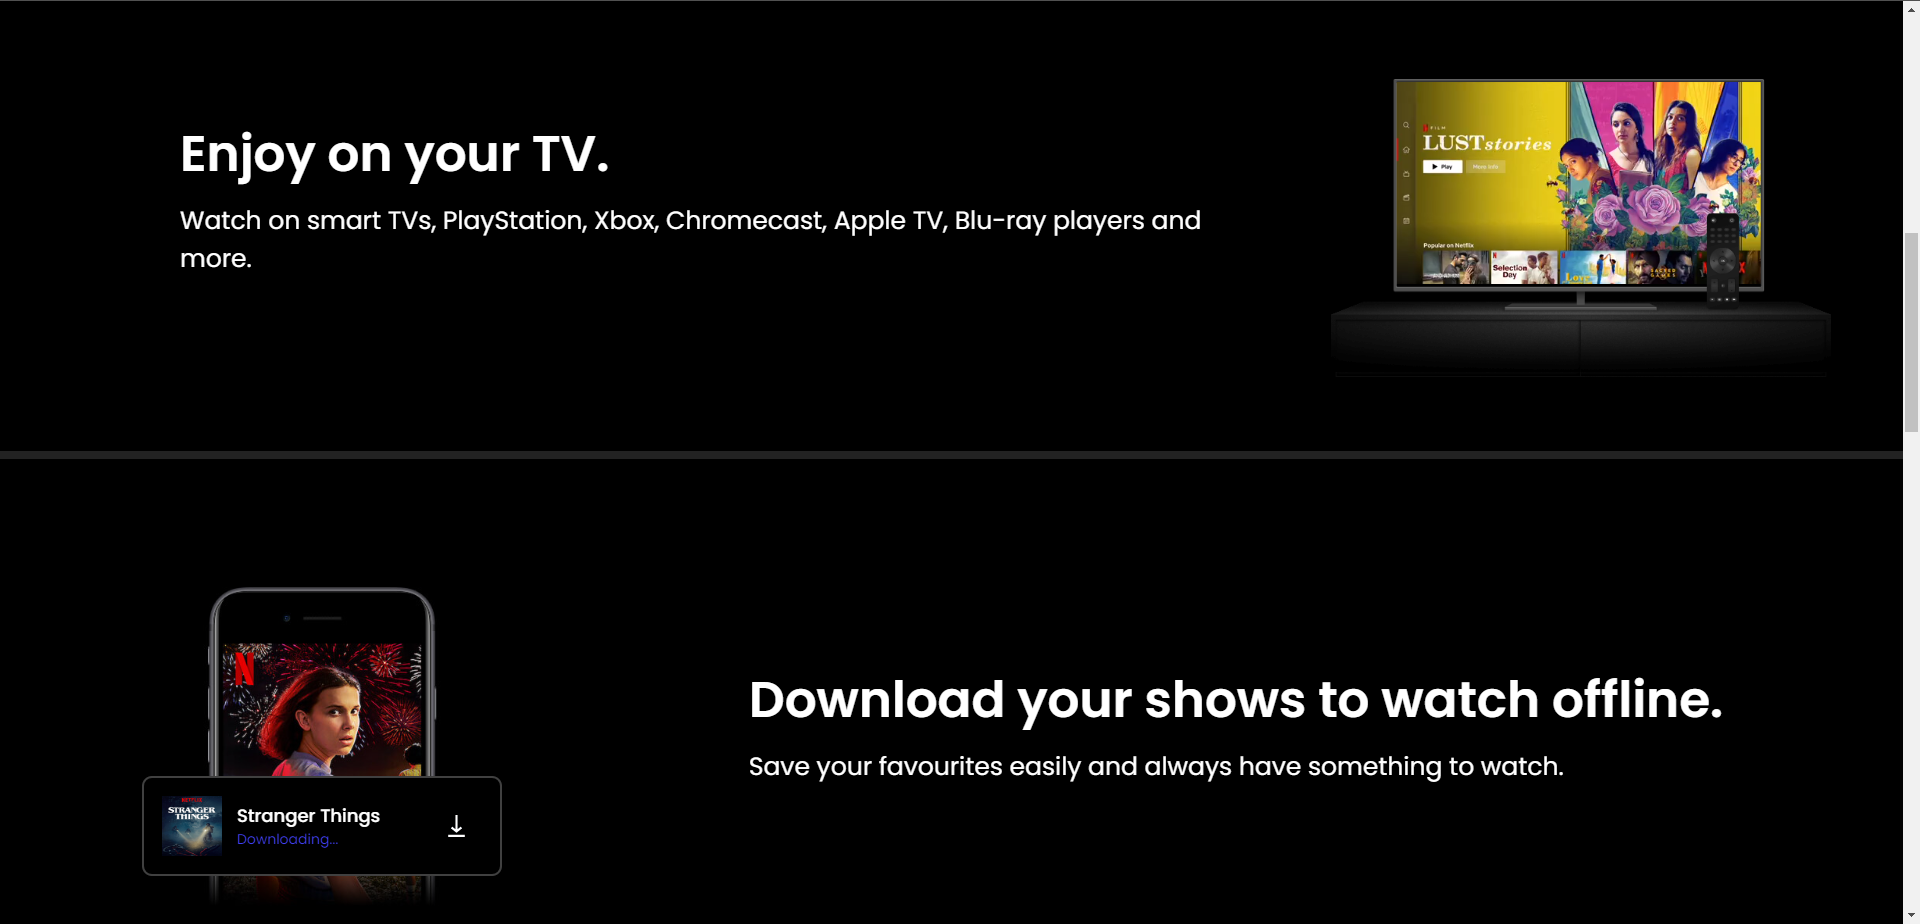 Enjoy on your TV.
Watch on smart TVs, PlayStation, Xbox, Chromecast, Apple TV, Blu-ray players and
more.
FILM
LUST stories
Play
More Info
Popular on Netflix
Selection
Day
Love
SACRED
GAMES
Download your shows to watch offline.
Save your favourites easily and always have something to watch.
N
NETFLIX
STRANGER
THINGS
Stranger Things
Downloading...